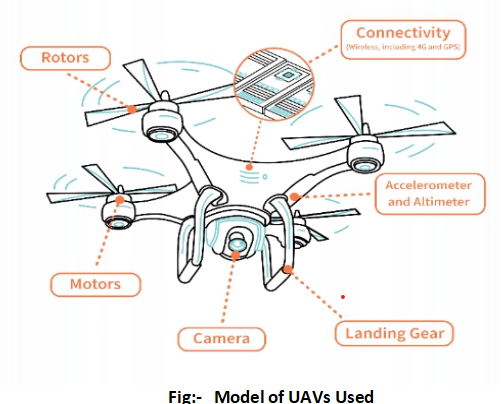 Connectivity
(Wireless, including 4G and GPS)
Rotors
Accelerometer
and Altimeter
Motors
Camera
Landing Gear
Fig:- Model of UAVs Used